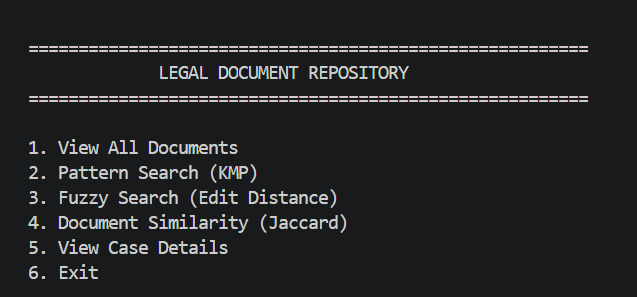 ========================================================
LEGAL DOCUMENT REPOSITORY
========================================================
1. View All Documents
2. Pattern Search (KMP)
3. Fuzzy Search (Edit Distance)
4. Document Similarity (Jaccard)
5. View Case Details
6. Exit